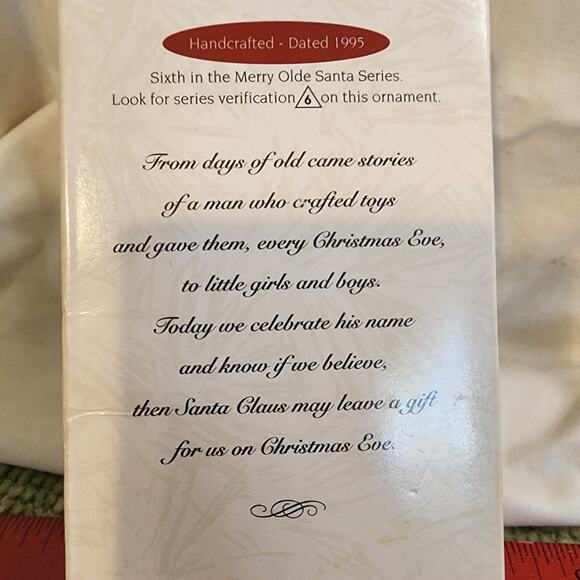 Handcrafted - Dated 1995
Sixth in the Merry Olde Santa Series.
Look for series verification 6 on this ornament.
From days of old came stories
of a man who crafted toys
and gave them, every Christmas Eve,
to little girls and boys.
Today we celebrate his name
and know if we believe,
then Santa Claus may leave a gift
for us on Christmas Eve.